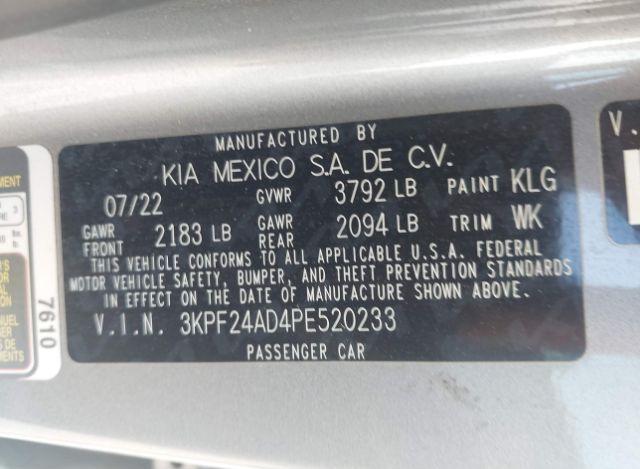 MANUFACTURED BY
KIA MEXICO S.A. DE C.V.
07/22 GVWR 3792 LB PAINT KLG
GAWR FRONT 2183 LB GAWR REAR 2094 LB TRIM WK
THIS VEHICLE CONFORMS TO ALL APPLICABLE U.S.A. FEDERAL
MOTOR VEHICLE SAFETY, BUMPER, AND THEFT PREVENTION STANDARDS
IN EFFECT ON THE DATE OF MANUFACTURE SHOWN ABOVE.
V.I.N. 3KPF24AD4PE520233
PASSENGER CAR
7610
V.